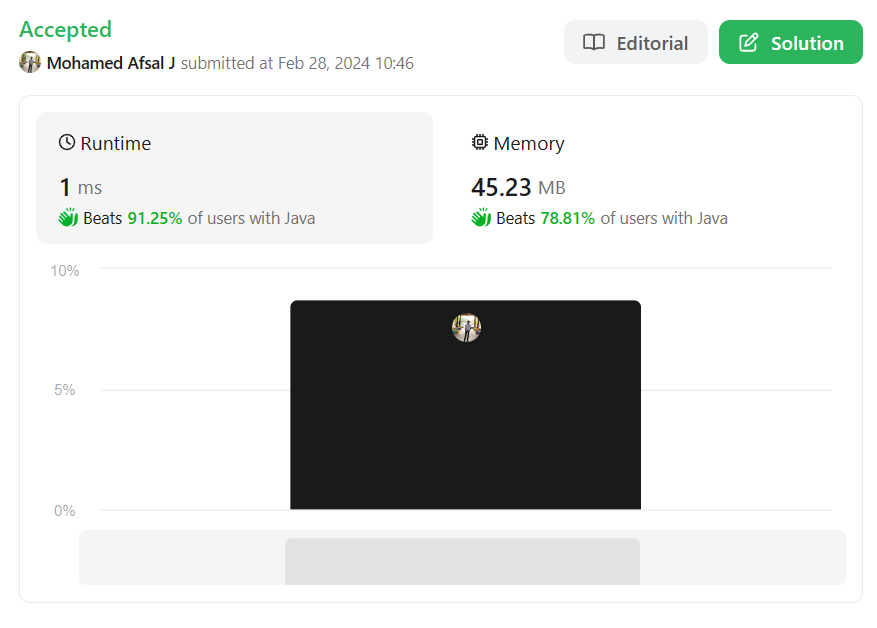 Accepted
Mohamed Afsal J submitted at Feb 28, 2024 10:46
Editorial
Solution
Runtime
1 ms
Beats 91.25% of users with Java
Memory
45.23 MB
Beats 78.81% of users with Java
10%
5%
0%